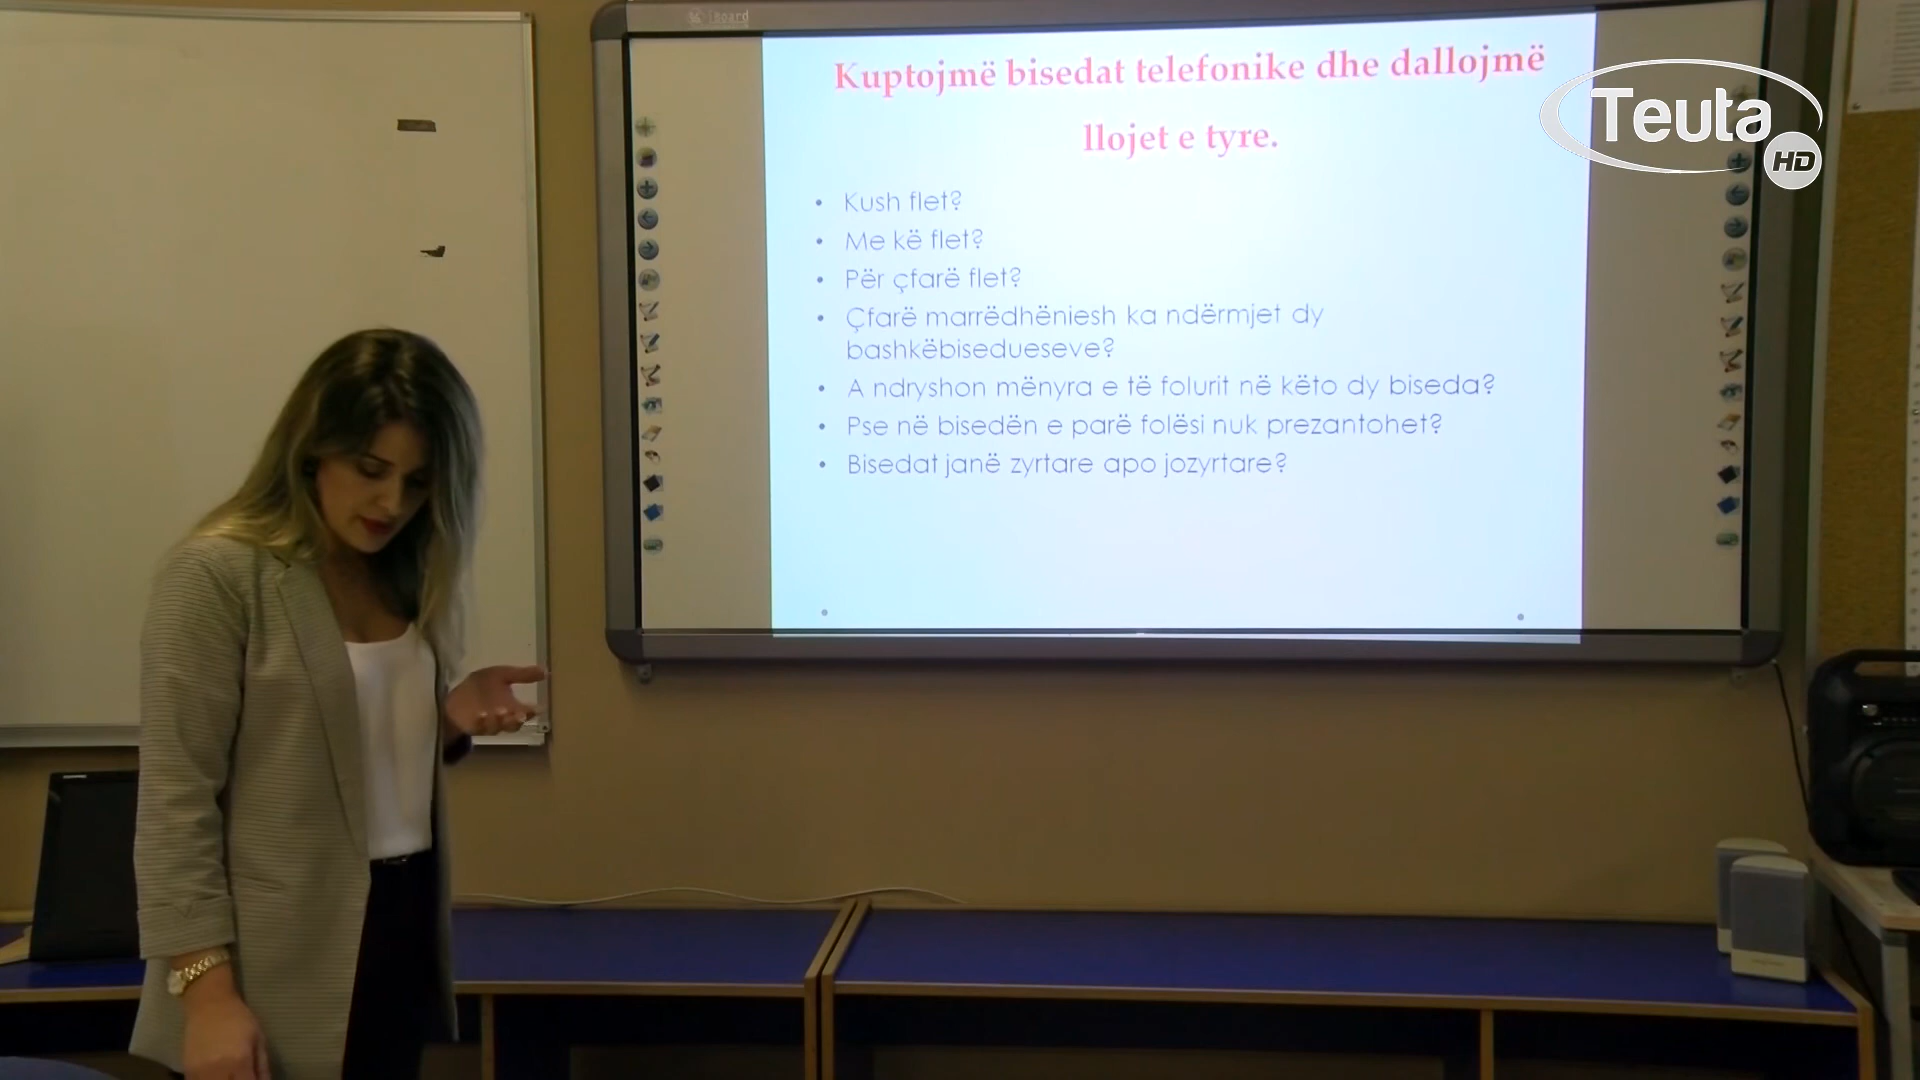 Kuptojmë bisedat telefonike dhe dallojmë
llojet e tyre.
Teuta
HD
• Kush flet?
• Me kë flet?
• Për çfarë flet?
• Çfarë marrëdhëniesh ka ndërmjet dy
bashkëbisedueseve?
• A ndryshon mënyra e të folurit në këto dy biseda?
• Pse në bisedën e parë folësi nuk prezantohet?
• Bisedat janë zyrtare apo jozyrtare?